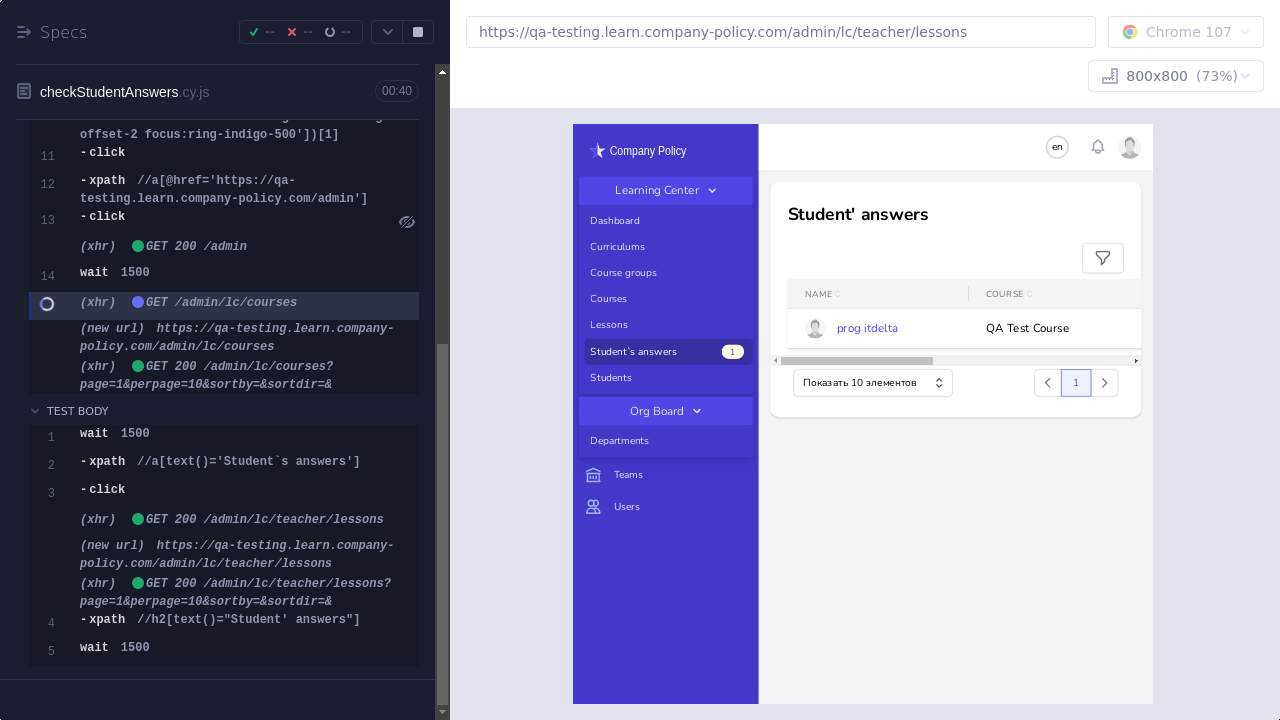 Specs
-- -- --
checkStudentAnswers.cy.js
00:40
offset-2 focus:ring-indigo-500'])[1]
11 -click
12 -xpath //a[@href='https://qa-
testing.learn.company-policy.com/admin']
13 -click
(xhr) GET 200 /admin
14 wait 1500
(xhr) GET /admin/lc/courses
(new url) https://qa-testing.learn.company-
policy.com/admin/lc/courses
(xhr) GET 200 /admin/lc/courses?
page=1&perpage=10&sortby=&sortdir=&
TEST BODY
1 wait 1500
2 -xpath //a[text()='Student`s answers']
3 -click
(xhr) GET 200 /admin/lc/teacher/lessons
(new url) https://qa-testing.learn.company-
policy.com/admin/lc/teacher/lessons
(xhr) GET 200 /admin/lc/teacher/lessons?
page=1&perpage=10&sortby=&sortdir=&
4 -xpath //h2[text()="Student' answers"]
5 wait 1500
https://qa-testing.learn.company-policy.com/admin/lc/teacher/lessons
Chrome 107
800x800 (73%)
Company Policy
Learning Center
Dashboard
Curriculums
Course groups
Courses
Lessons
Student`s answers 1
Students
Org Board
Departments
Teams
Users
en
Student' answers
NAME COURSE
prog itdelta QA Test Course
Показать 10 элементов
1